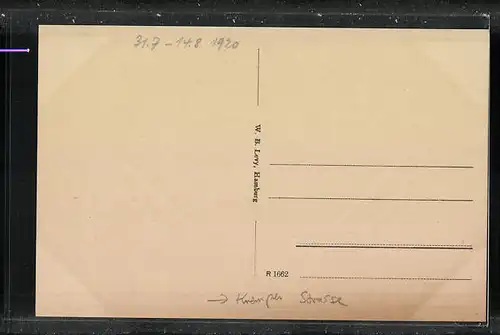 31.7 - 14.8 1920
W. B. Levy, Hamburg
R 1662
→ Strasse